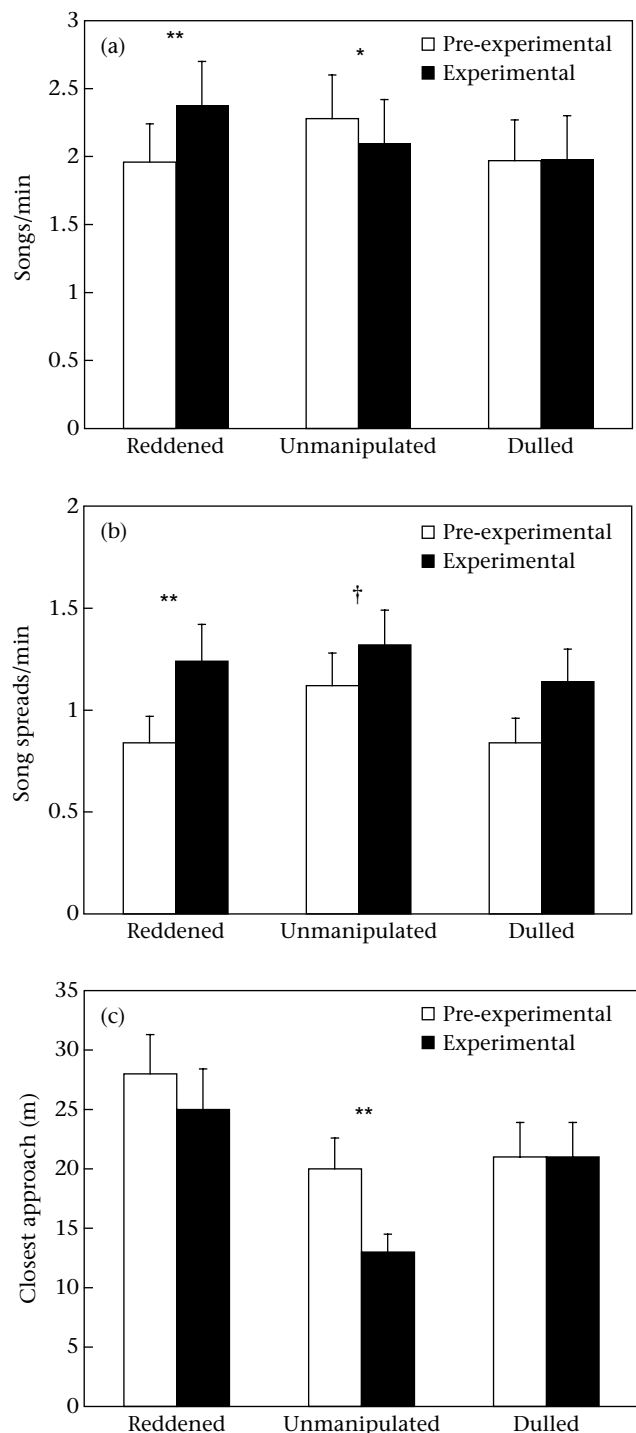 (a)
**
*
Pre-experimental
Experimental
3
2.5
2
1.5
1
0.5
0
Songs/min
Reddened Unmanipulated Dulled
(b)
**
†
Pre-experimental
Experimental
2
1.5
1
0.5
0
Song spreads/min
Reddened Unmanipulated Dulled
(c)
**
Pre-experimental
Experimental
35
30
25
20
15
10
5
0
Closest approach (m)
Reddened Unmanipulated Dulled